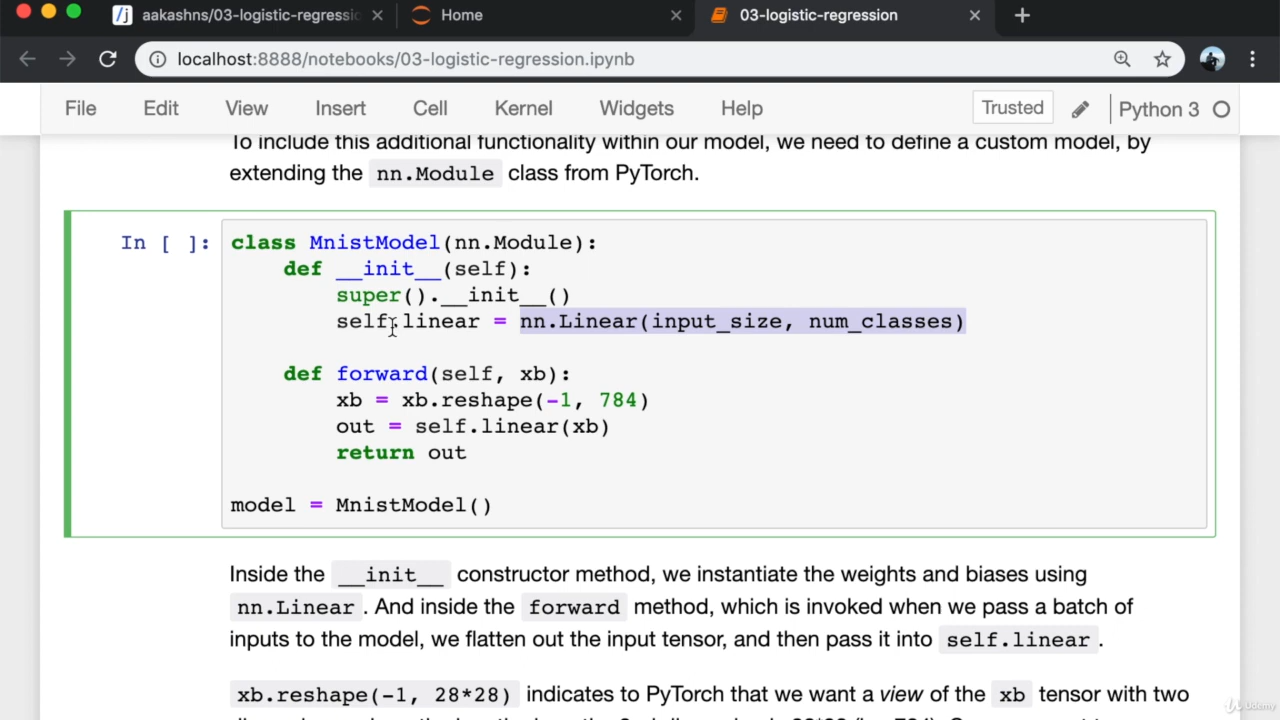 aakashns/03-logistic-regressio
Home
03-logistic-regression
localhost:8888/notebooks/03-logistic-regression.ipynb
File Edit View Insert Cell Kernel Widgets Help Trusted Python 3
To include this additional functionality within our model, we need to define a custom model, by
extending the nn.Module class from PyTorch.
In [ ]:
class MnistModel(nn.Module):
    def __init__(self):
        super().__init__()
        self.linear = nn.Linear(input_size, num_classes)
    def forward(self, xb):
        xb = xb.reshape(-1, 784)
        out = self.linear(xb)
        return out
model = MnistModel()
Inside the __init__ constructor method, we instantiate the weights and biases using
nn.Linear . And inside the forward method, which is invoked when we pass a batch of
inputs to the model, we flatten out the input tensor, and then pass it into self.linear .
xb.reshape(-1, 28*28) indicates to PyTorch that we want a view of the xb tensor with two
Udemy